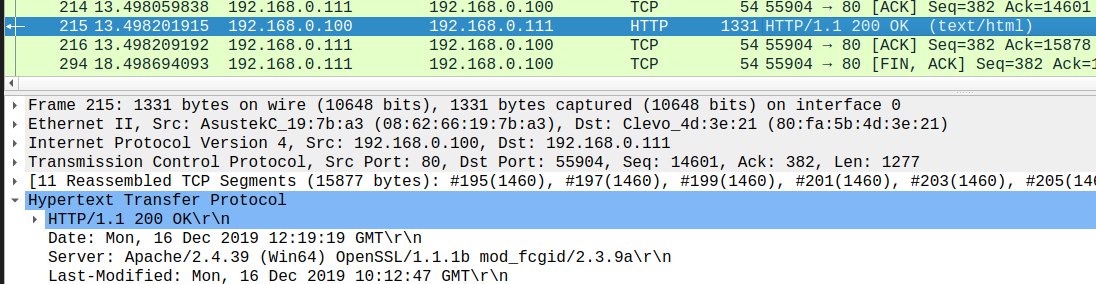 214 13.498059838 192.168.0.111 192.168.0.100 TCP 54 55904 → 80 [ACK] Seq=382 Ack=14601
215 13.498201915 192.168.0.100 192.168.0.111 HTTP 1331 HTTP/1.1 200 OK (text/html)
216 13.498209192 192.168.0.111 192.168.0.100 TCP 54 55904 → 80 [ACK] Seq=382 Ack=15878
294 18.498694093 192.168.0.111 192.168.0.100 TCP 54 55904 → 80 [FIN, ACK] Seq=382 Ack=1
Frame 215: 1331 bytes on wire (10648 bits), 1331 bytes captured (10648 bits) on interface 0
Ethernet II, Src: AsustekC_19:7b:a3 (08:62:66:19:7b:a3), Dst: Clevo_4d:3e:21 (80:fa:5b:4d:3e:21)
Internet Protocol Version 4, Src: 192.168.0.100, Dst: 192.168.0.111
Transmission Control Protocol, Src Port: 80, Dst Port: 55904, Seq: 14601, Ack: 382, Len: 1277
[11 Reassembled TCP Segments (15877 bytes): #195(1460), #197(1460), #199(1460), #201(1460), #203(1460), #205(146
Hypertext Transfer Protocol
HTTP/1.1 200 OK\r\n
Date: Mon, 16 Dec 2019 12:19:19 GMT\r\n
Server: Apache/2.4.39 (Win64) OpenSSL/1.1.1b mod_fcgid/2.3.9a\r\n
Last-Modified: Mon, 16 Dec 2019 10:12:47 GMT\r\n